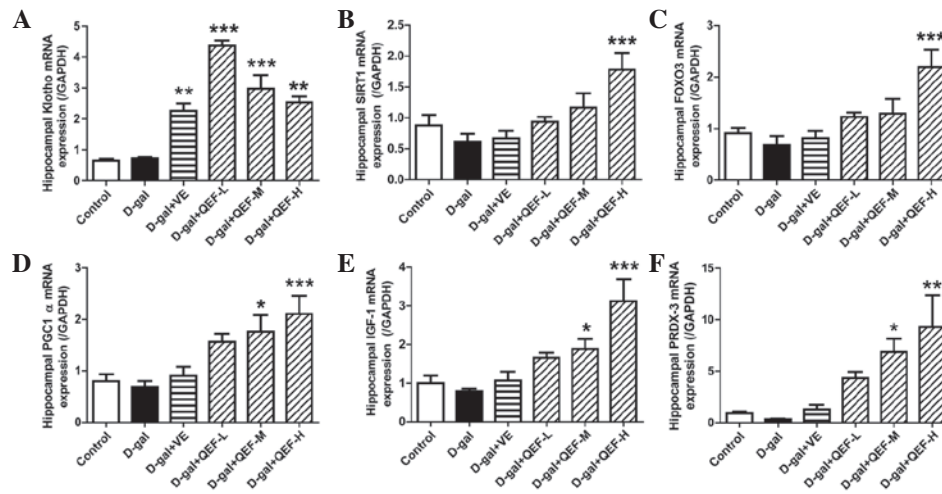 A
Hippocampal Klotho mRNA
expression (/GAPDH)
5
4
3
2
1
0
**
***
***
**
Control
D-gal
D-gal+VE
D-gal+QEF-L
D-gal+QEF-M
D-gal+QEF-H
B
ippocampal SIRT1 mRNA
expression (/GAPDH)
2.5
2.0
1.5
1.0
0.5
0.0
***
Control
D-gal
D-gal+VE
D-gal+QEF-L
D-gal+QEF-M
D-gal+QEF-H
C
Hippocampal FOXO3 mRNA
expression (/GAPDH)
3
2
1
0
***
Control
D-gal
D-gal+VE
D-gal+QEF-L
D-gal+QEF-M
D-gal+QEF-H
D
Hippocampal PGC1 α mRNA
expression (/GAPDH)
3
2
1
0
*
***
Control
D-gal
D-gal+VE
D-gal+QEF-L
D-gal+QEF-M
D-gal+QEF-H
E
Hippocampal IGF-1 mRNA
expression (/GAPDH)
4
3
2
1
0
*
***
Control
D-gal
D-gal+VE
D-gal+QEF-L
D-gal+QEF-M
D-gal+QEF-H
F
Hippocampal PRDX-3 mRNA
expression (/GAPDH)
15
10
5
0
*
**
Control
D-gal
D-gal+VE
D-gal+QEF-L
D-gal+QEF-M
D-gal+QEF-H